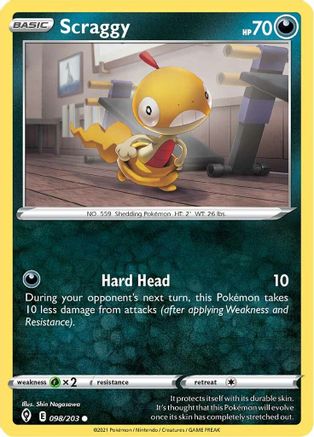 BASIC Scraggy HP 70
NO. 559 Shedding Pokémon HT: 2' WT: 26 lbs.
Hard Head 10
During your opponent's next turn, this Pokémon takes
10 less damage from attacks (after applying Weakness and
Resistance).
weakness ×2 resistance retreat
Illus. Shin Nagasawa
It protects itself with its durable skin.
It's thought that this Pokémon will evolve
once its skin has completely stretched out.
E 098/203
©2021 Pokémon / Nintendo / Creatures / GAME FREAK